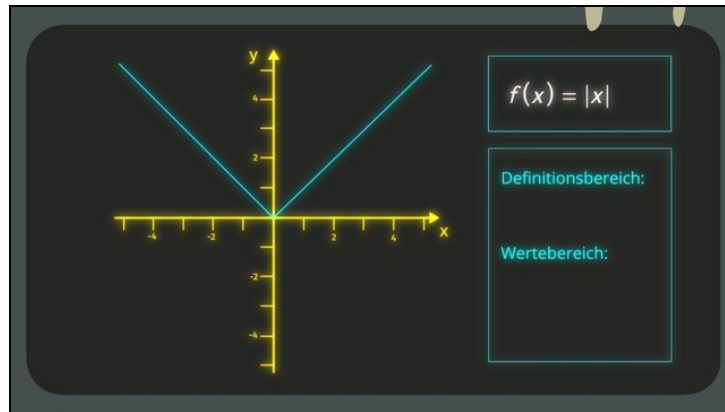 y
f(x) = |x|
4
Definitionsbereich:
2
x
-4
-2
2
4
Wertebereich:
-2
-4